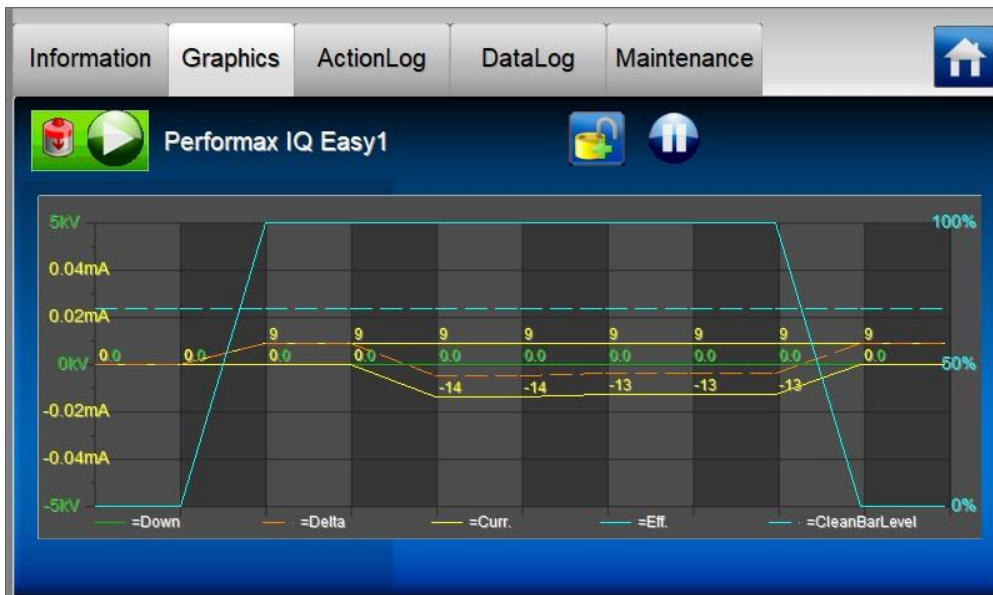 Information Graphics ActionLog DataLog Maintenance
Performax IQ Easy1
5kV 100%
0.04mA
0.02mA
9 9 9 9 9 9 9 9
0kV 0.0 0.0 0.0 0.0 0.0 0.0 0.0 0.0 0.0 0.0 50%
-14 -14 -13 -13 -13
-0.02mA
-0.04mA
-5kV 0%
=Down =Delta =Curr. =Eff. =CleanBarLevel